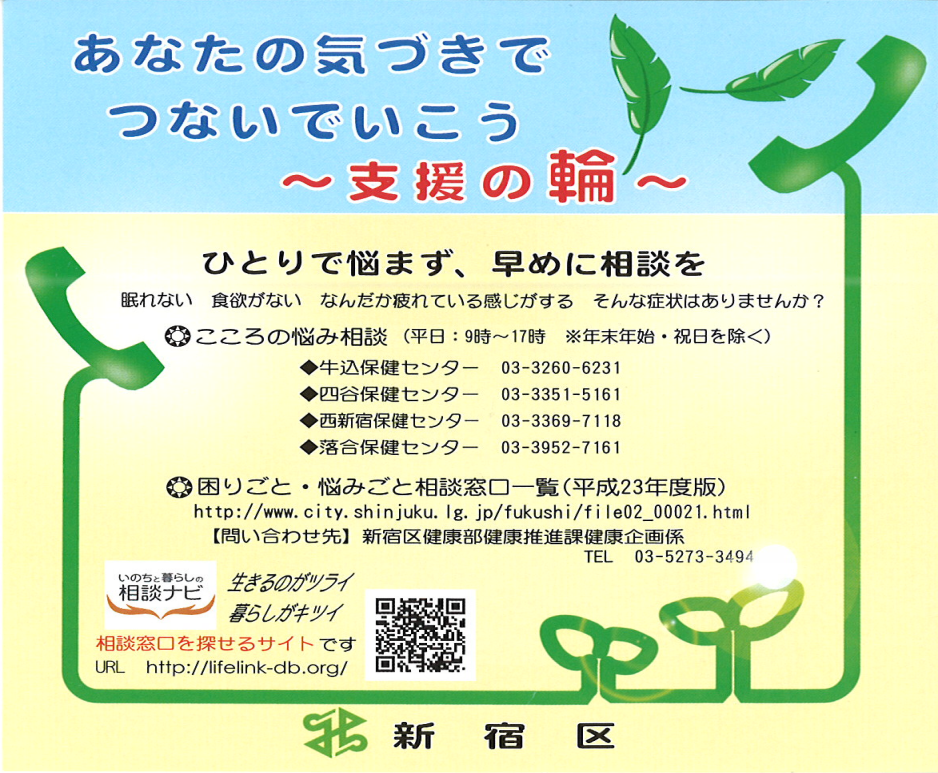 あなたの気づきで
つないでいこう
～支援の輪～
ひとりで悩まず、早めに相談を
眠れない 食欲がない なんだか疲れている感じがする そんな症状はありませんか？
こころの悩み相談（平日：9時～17時 ※年末年始・祝日を除く）
◆牛込保健センター 03-3260-6231
◆四谷保健センター 03-3351-5161
◆西新宿保健センター 03-3369-7118
◆落合保健センター 03-3952-7161
困りごと・悩みごと相談窓口一覧（平成23年度版）
http://www.city.shinjuku.lg.jp/fukushi/file02_00021.html
【問い合わせ先】新宿区健康部健康推進課健康企画係
TEL 03-5273-3494
いのちと暮らしの
相談ナビ
生きるのがツライ
暮らしがキツイ
相談窓口を探せるサイトです
URL http://lifelink-db.org/
新宿区